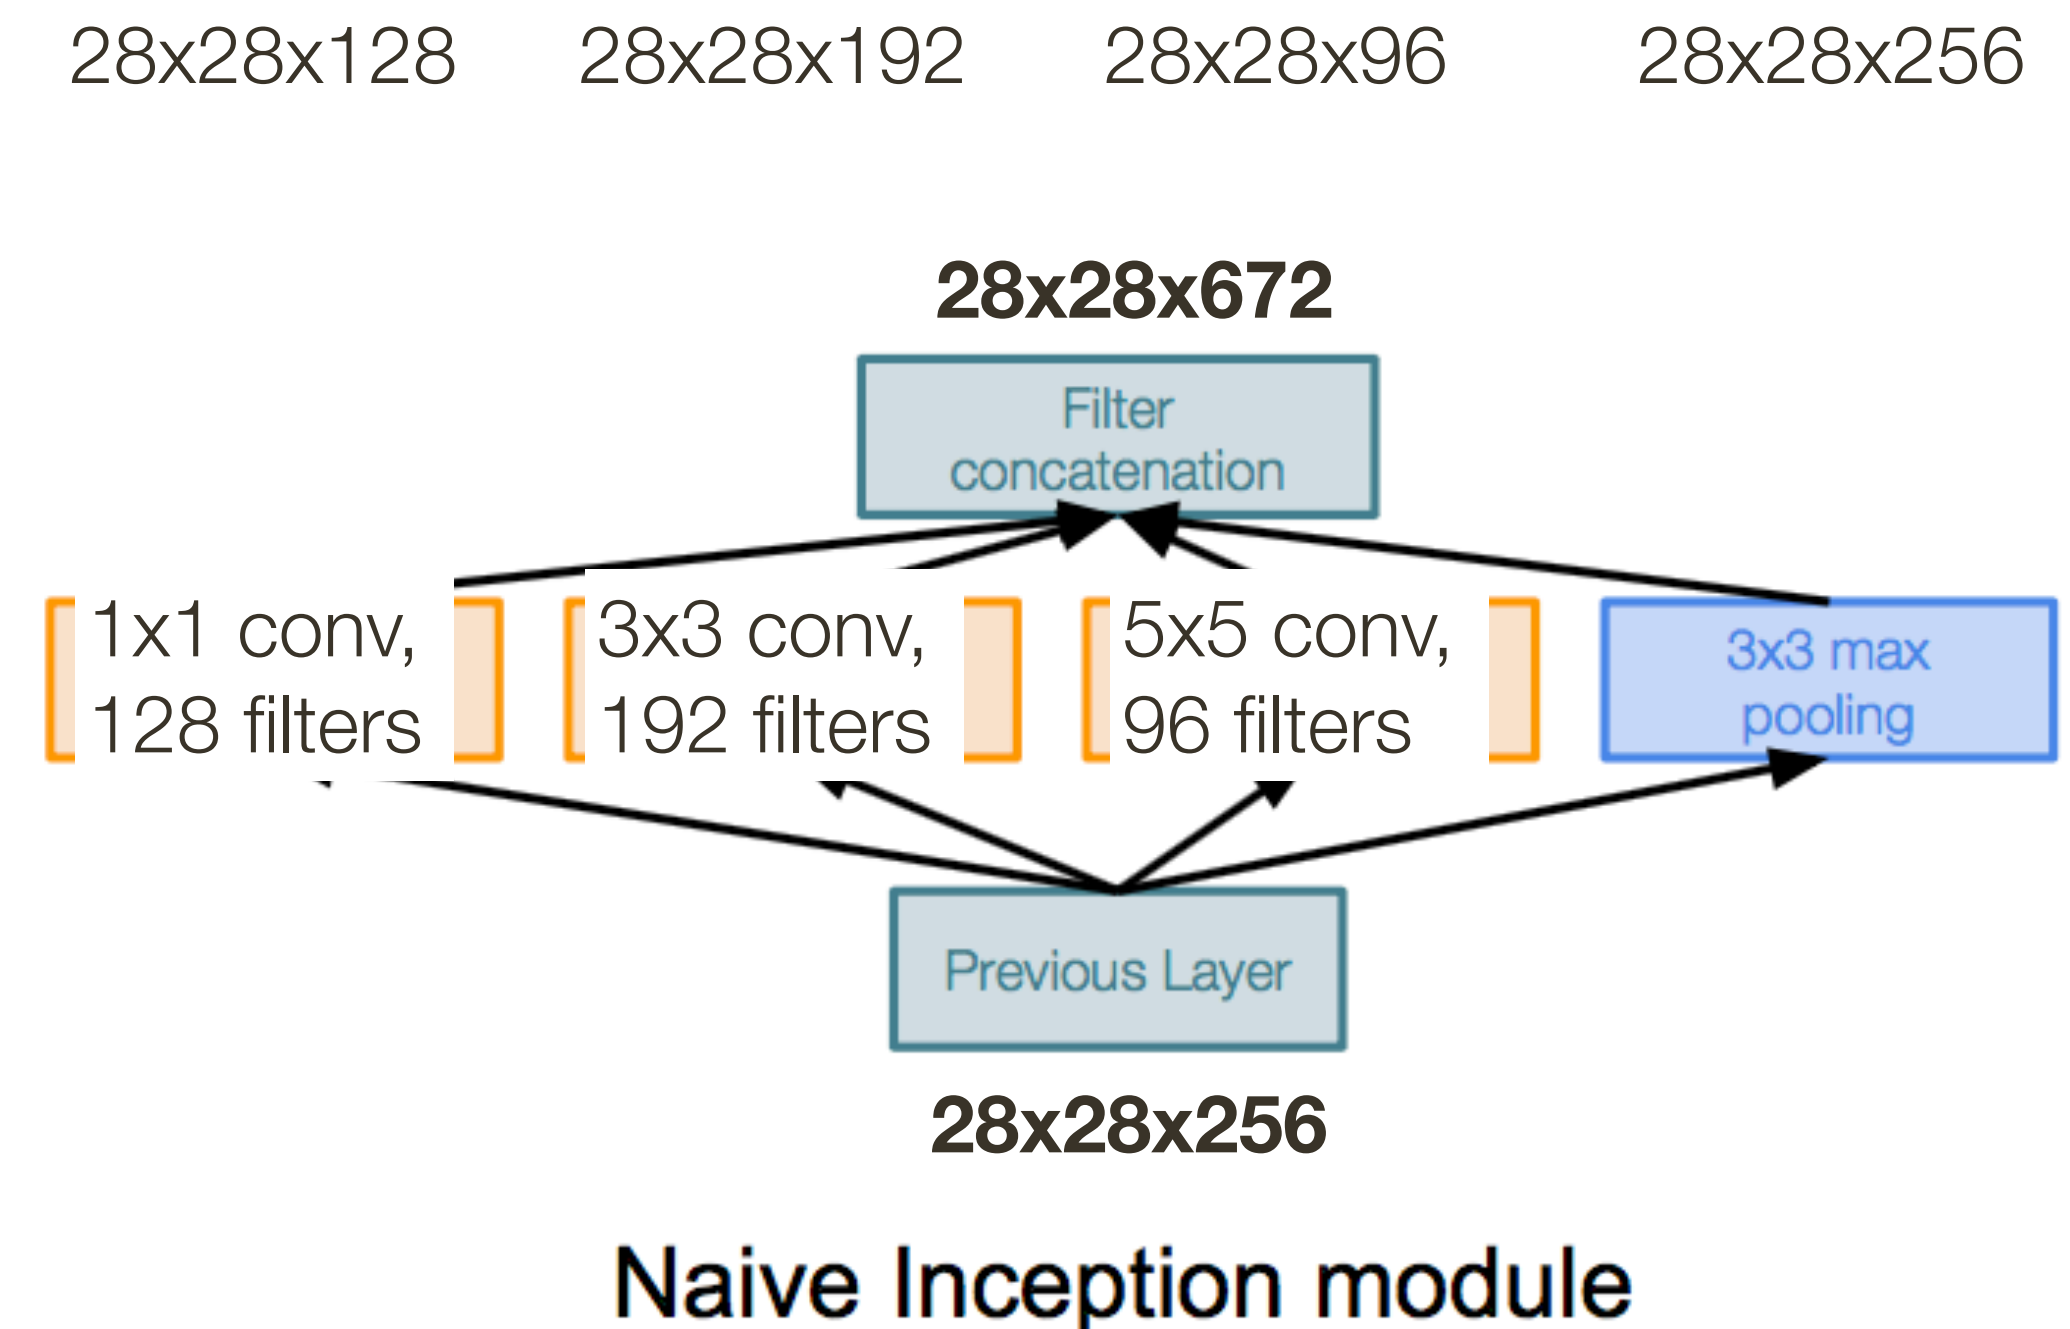 28x28x128 28x28x192 28x28x96 28x28x256
28x28x672
Filter
concatenation
1x1 conv,
128 filters
3x3 conv,
192 filters
5x5 conv,
96 filters
3x3 max
pooling
Previous Layer
28x28x256
Naive Inception module